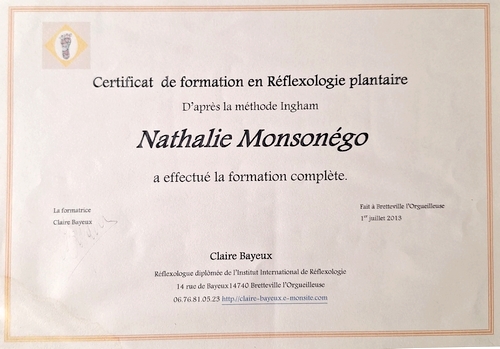 Certificat de formation en Réflexologie plantaire
D'après la méthode Ingham
Nathalie Monsonégo
a effectué la formation complète.
La formatrice
Claire Bayeux
Fait à Bretteville l'Orgueilleuse
1er juillet 2013
Claire Bayeux
Réflexologue diplômée de l'Institut International de Réflexologie
14 rue de Bayeux 14740 Bretteville l'Orgueilleuse
06.76.81.05.23 http://claire-bayeux.e-monsite.com